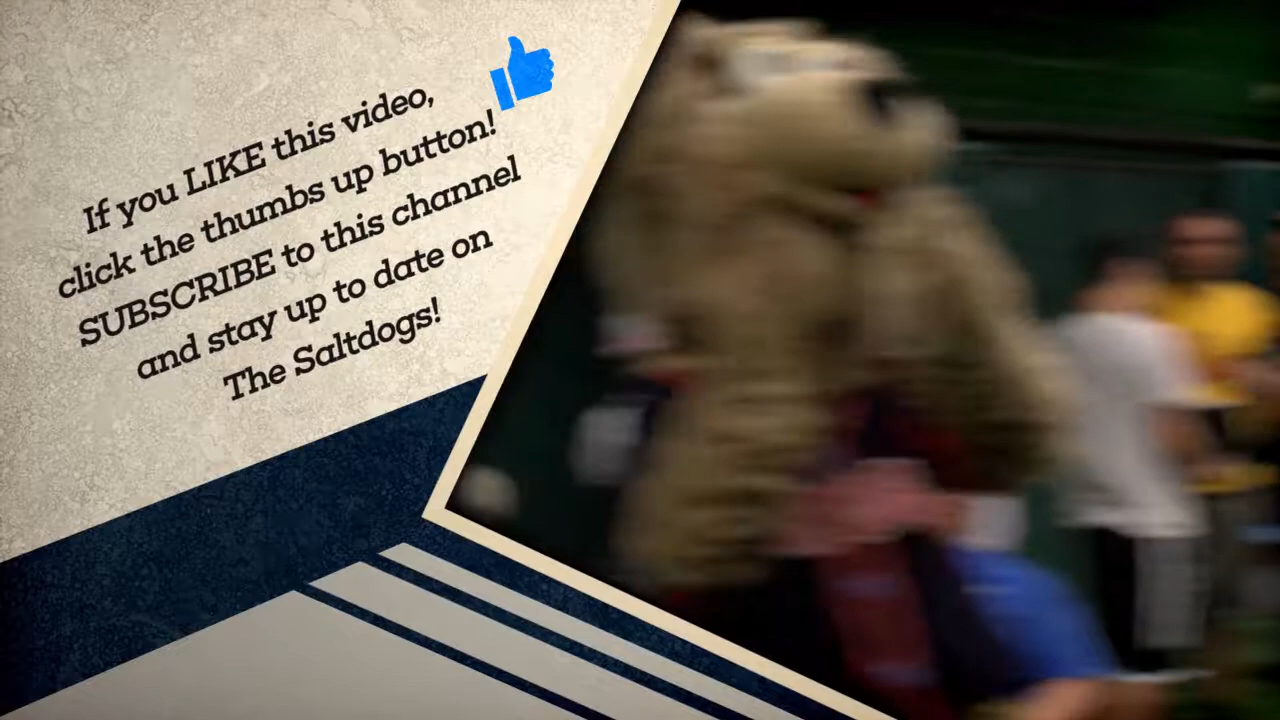 If you LIKE this video,
click the thumbs up button!
SUBSCRIBE to this channel
and stay up to date on
The Saltdogs!